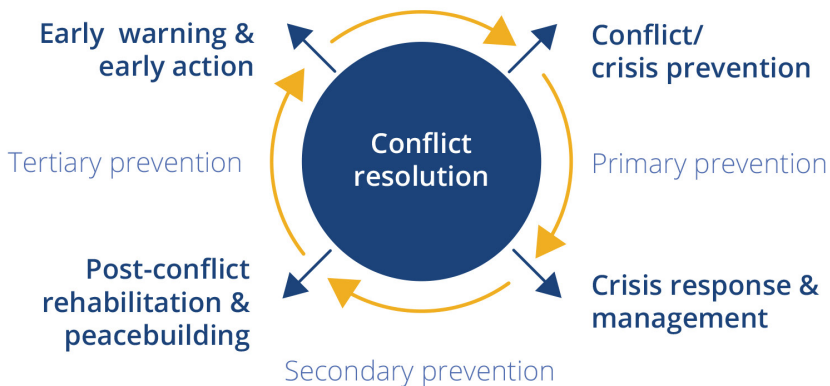 Early warning &
early action
Conflict/
crisis prevention
Conflict
resolution
Tertiary prevention
Primary prevention
Post-conflict
rehabilitation &
peacebuilding
Crisis response &
management
Secondary prevention